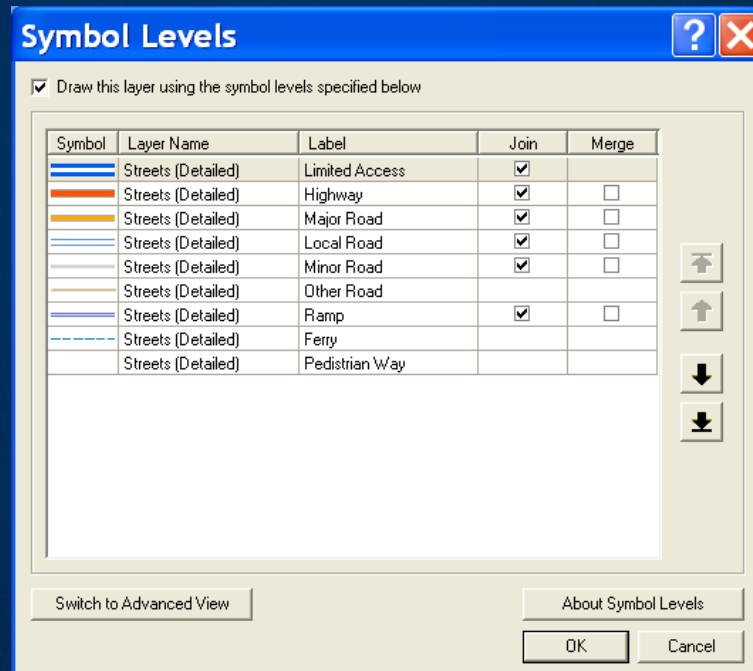 Symbol Levels
Draw this layer using the symbol levels specified below
Symbol Layer Name Label Join Merge
Streets (Detailed) Limited Access
Streets (Detailed) Highway
Streets (Detailed) Major Road
Streets (Detailed) Local Road
Streets (Detailed) Minor Road
Streets (Detailed) Other Road
Streets (Detailed) Ramp
Streets (Detailed) Ferry
Streets (Detailed) Pedistrian Way
Switch to Advanced View About Symbol Levels
OK Cancel